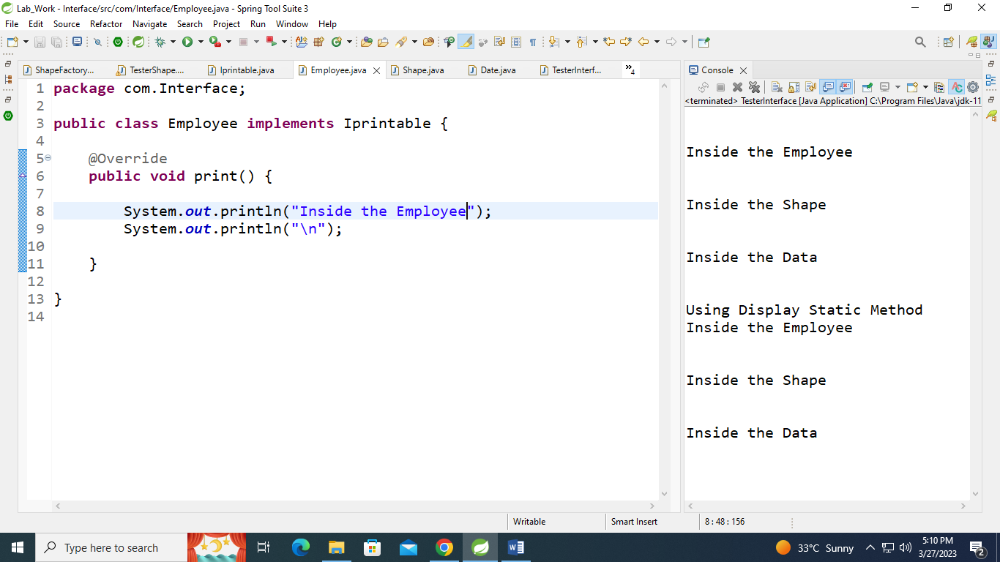 Lab_Work - Interface/src/com/Interface/Employee.java - Spring Tool Suite 3
File Edit Source Refactor Navigate Search Project Run Window Help
ShapeFactory... TesterShape.... Iprintable.java Employee.java Shape.java Date.java TesterInterf... »4
1 package com.Interface;
2
3 public class Employee implements Iprintable {
4
5 @Override
6 public void print() {
7
8 System.out.println("Inside the Employee");
9 System.out.println("\n");
10
11 }
12
13 }
14
Console
<terminated> TesterInterface [Java Application] C:\Program Files\Java\jdk-11
Inside the Employee
Inside the Shape
Inside the Data
Using Display Static Method
Inside the Employee
Inside the Shape
Inside the Data
Writable Smart Insert 8 : 48 : 156
Type here to search
33°C Sunny
5:10 PM
3/27/2023
2